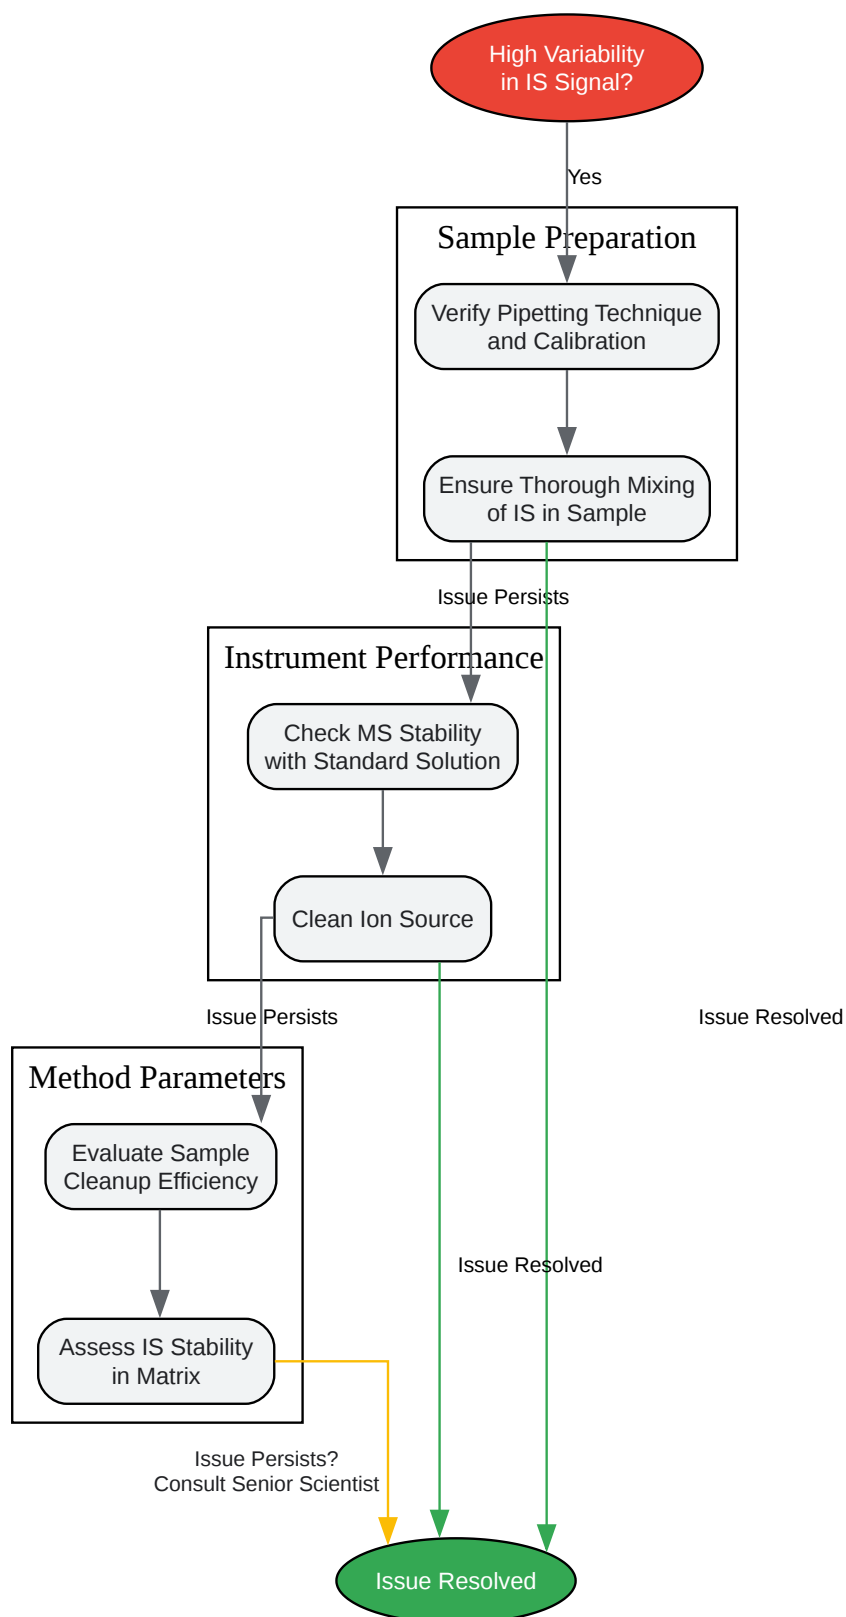 High Variability
in IS Signal?
Yes
Sample Preparation
Verify Pipetting Technique
and Calibration
Ensure Thorough Mixing
of IS in Sample
Issue Persists
Instrument Performance
Check MS Stability
with Standard Solution
Clean Ion Source
Issue Persists
Issue Resolved
Method Parameters
Evaluate Sample
Cleanup Efficiency
Issue Resolved
Assess IS Stability
in Matrix
Issue Persists?
Consult Senior Scientist
Issue Resolved